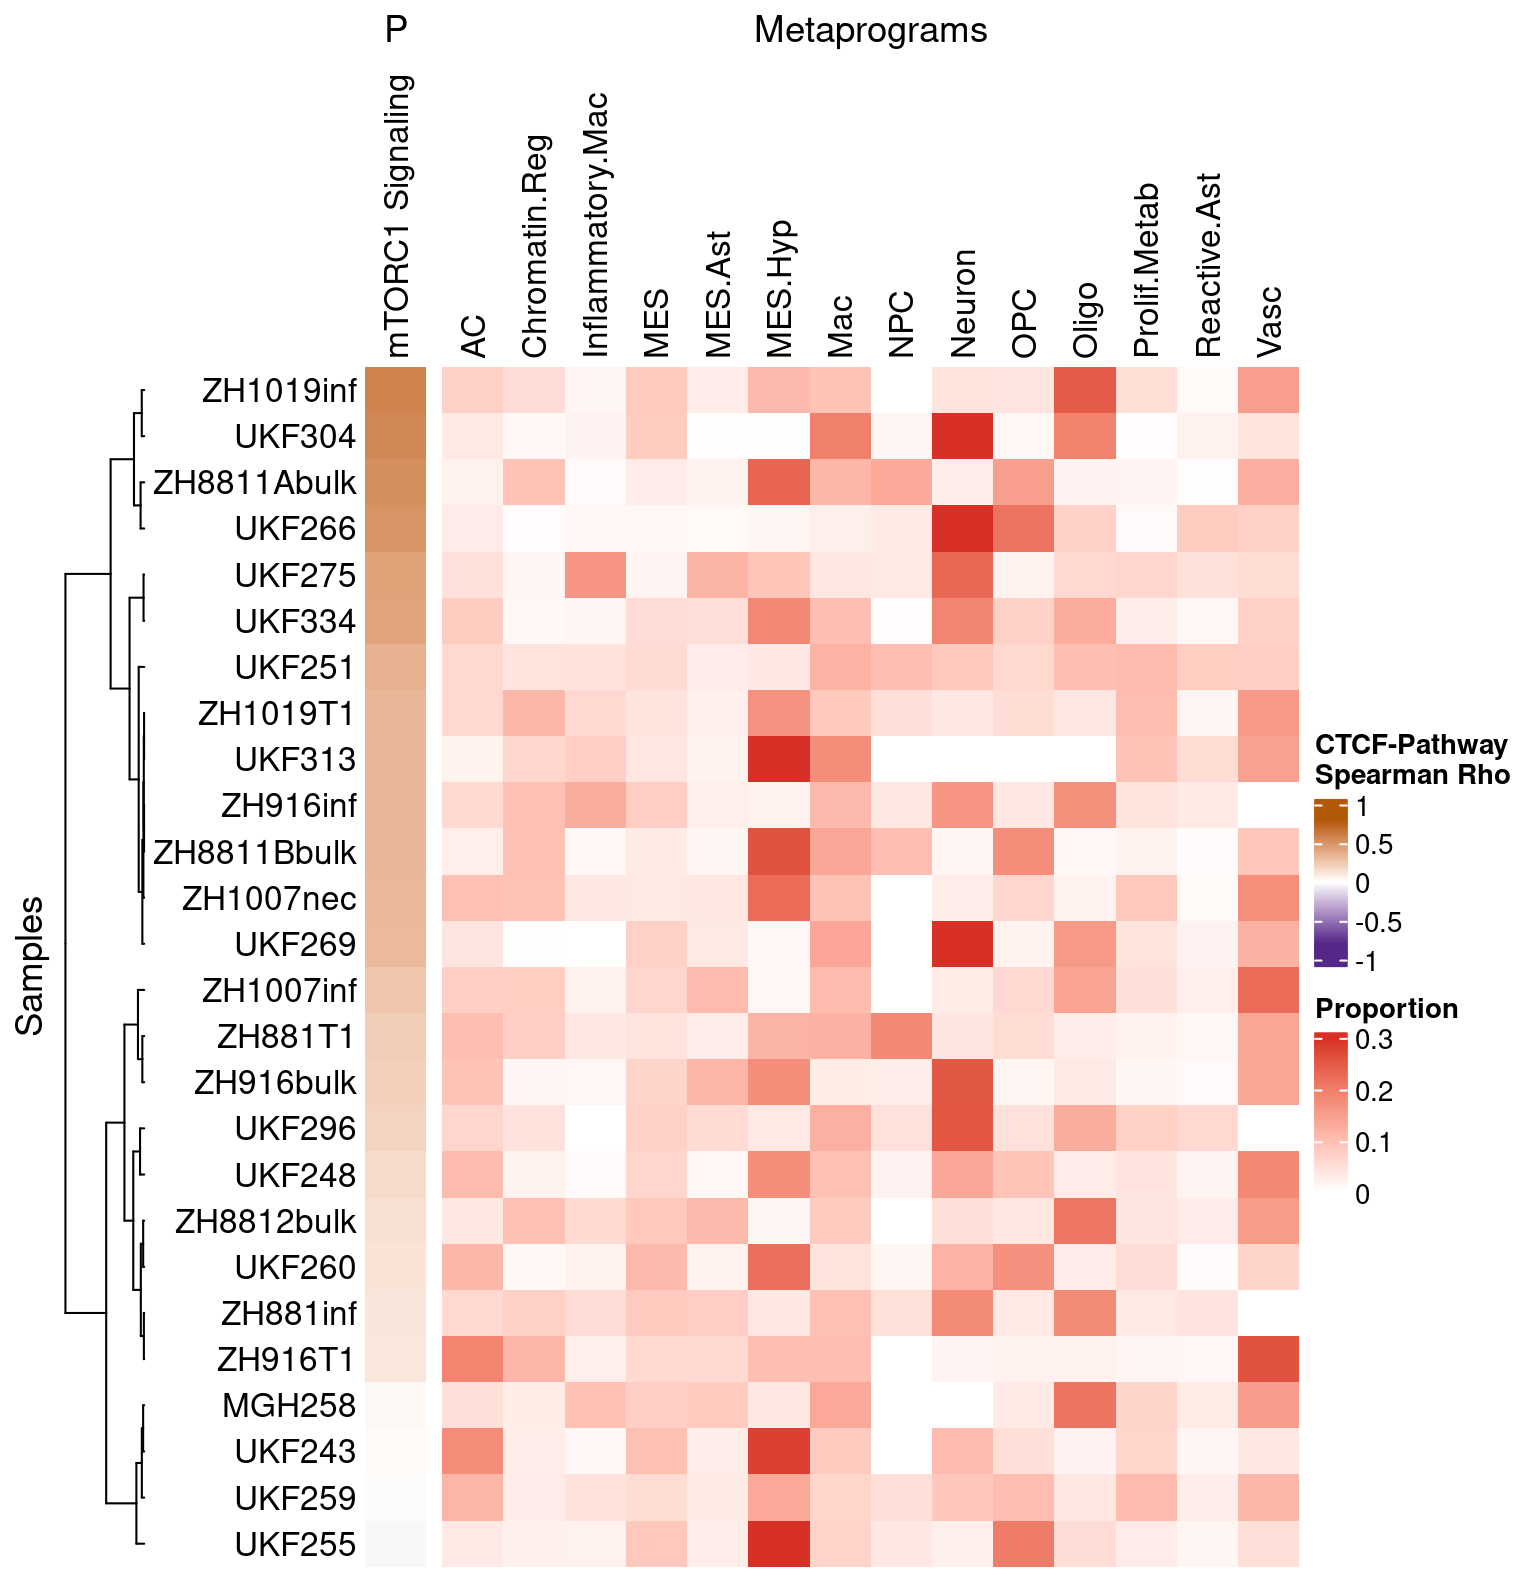 P
Metaprograms
mTORC1 Signaling
AC
Chromatin.Reg
Inflammatory.Mac
MES
MES.Ast
MES.Hyp
Mac
NPC
Neuron
OPC
Oligo
Prolif.Metab
Reactive.Ast
Vasc
Samples
ZH1019inf
UKF304
ZH8811Abulk
UKF266
UKF275
UKF334
UKF251
ZH1019T1
UKF313
ZH916inf
ZH8811Bbulk
ZH1007nec
UKF269
ZH1007inf
ZH881T1
ZH916bulk
UKF296
UKF248
ZH8812bulk
UKF260
ZH881inf
ZH916T1
MGH258
UKF243
UKF259
UKF255
CTCF-Pathway
Spearman Rho
1
0.5
0
-0.5
-1
Proportion
0.3
0.2
0.1
0